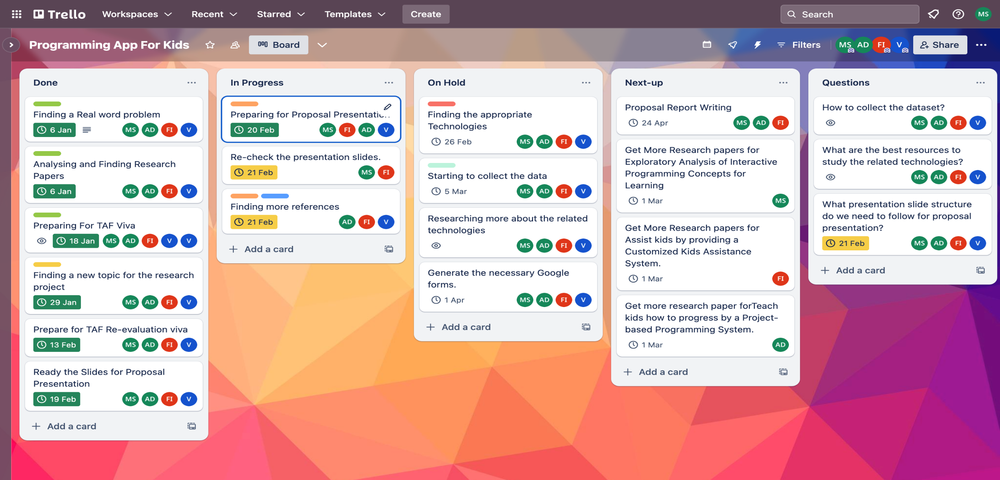 Trello
Workspaces
Recent
Starred
Templates
Create
Search
MS
Programming App For Kids
Board
Filters
MS AD FI V
Share
Done
Finding a Real word problem
6 Jan
MS AD FI V
Analysing and Finding Research
Papers
6 Jan
MS AD FI V
Preparing For TAF Viva
18 Jan
MS AD FI V V
Finding a new topic for the research
project
29 Jan
MS AD FI V
Prepare for TAF Re-evaluation viva
13 Feb
MS AD FI V
Ready the Slides for Proposal
Presentation
19 Feb
MS AD FI V
Add a card
In Progress
Preparing for Proposal
20 Feb
MS FI AD V
Re-check the presentation slides.
21 Feb
MS FI
Finding more references
21 Feb
AD FI V
Add a card
On Hold
Finding the appropriate
Technologies
26 Feb
MS AD FI V
Starting to collect the data
5 Mar
MS AD FI V
Researching more about the related
technologies
MS AD FI V
Generate the necessary Google
forms.
1 Apr
MS AD FI V
Add a card
Next-up
Proposal Report Writing
24 Apr
MS AD FI
Get More Research papers for
Exploratory Analysis of Interactive
Programming Concepts for
Learning
1 Mar
MS
Get More Research papers for
Assist kids by providing a
Customized Kids Assistance
System.
1 Mar
FI
Get more research paper forTeach
kids how to progress by a Project-
based Programming System.
1 Mar
AD
Add a card
Questions
How to collect the dataset?
MS AD FI V
What are the best resources to
study the related technologies?
MS AD FI V
What presentation slide structure
do we need to follow for proposal
presentation?
21 Feb
MS AD FI V
Add a card